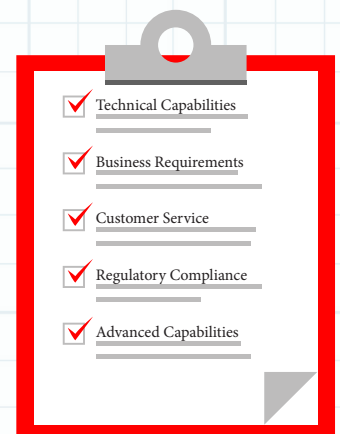 Technical Capabilities
Business Requirements
Customer Service
Regulatory Compliance
Advanced Capabilities